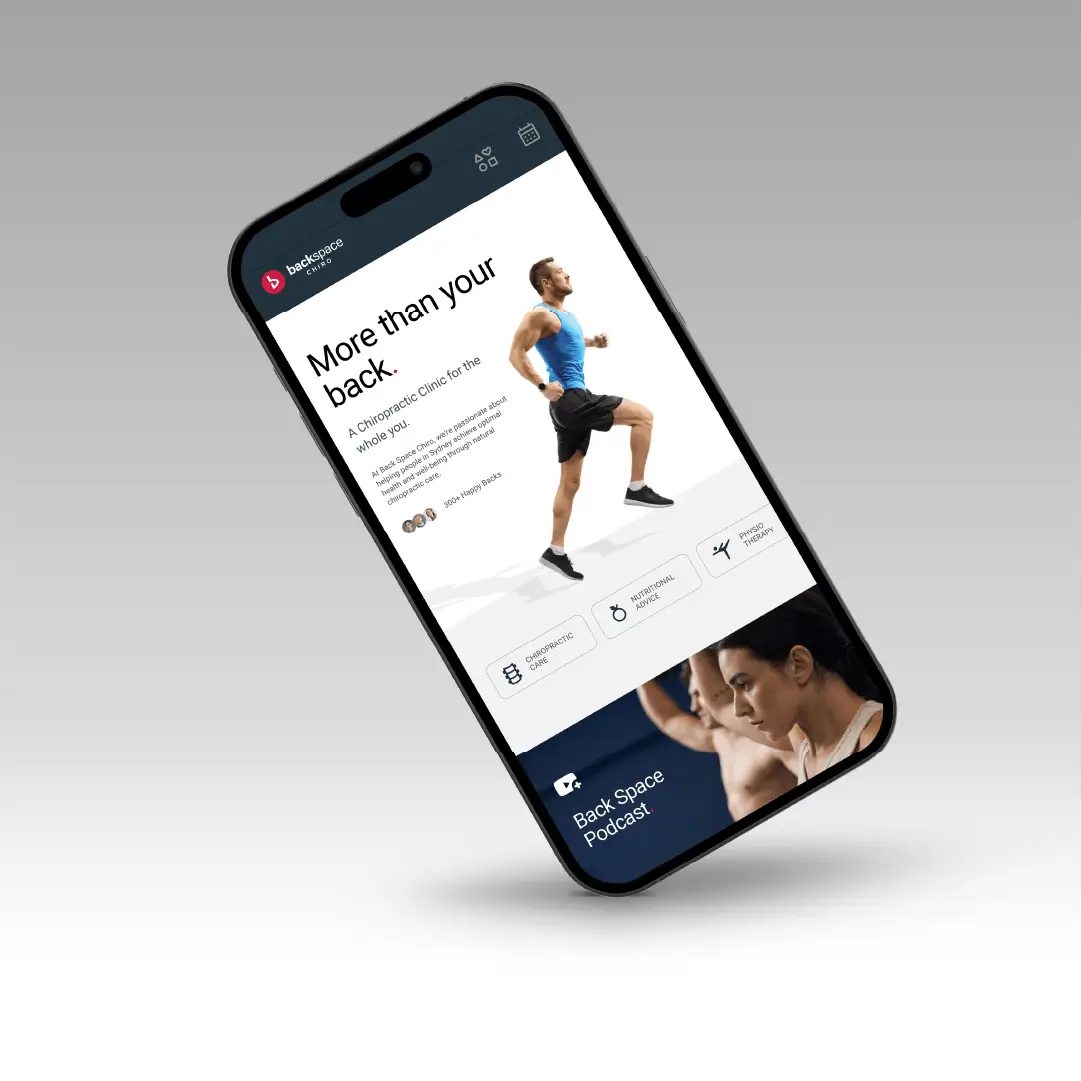 backspace
CHIRO
More than your
back.
A Chiropractic Clinic for the
whole you.
At Back Space Chiro, we're passionate about
helping people in Sydney achieve optimal
health and well-being through natural
chiropractic care.
300+ Happy Backs
CHIROPRACTIC
CARE
NUTRITIONAL
ADVICE
PHYSIO
THERAPY
Back Space
Podcast.